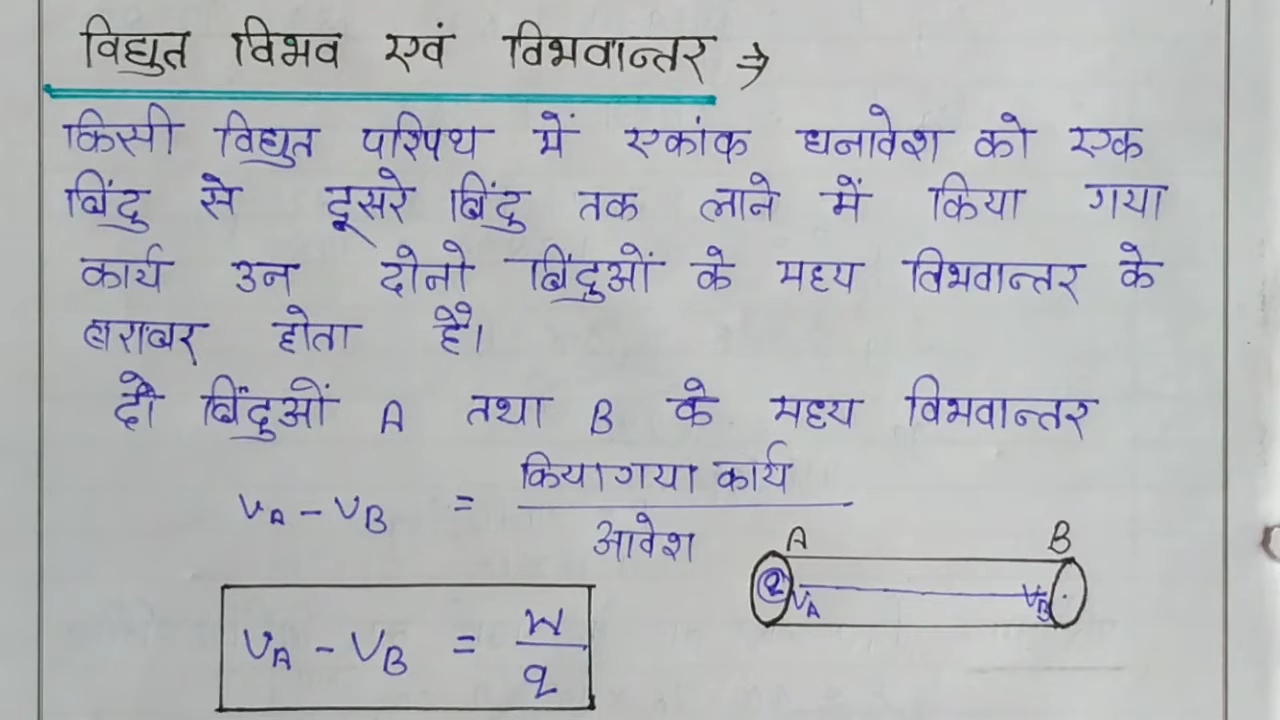 विद्युत विभव एवं विभवान्तर →
किसी विद्युत परिपथ में एकांक धनावेश को एक
बिंदु से दूसरे बिंदु तक लाने में किया गया
कार्य उन दोनो बिंदुओं के मध्य विभवान्तर के
बराबर होता है।
दो बिंदुओं A तथा B के मध्य विभवान्तर
VA - VB = कियागया कार्य
आवेश
A B
q VA VB
VA - VB = W
q